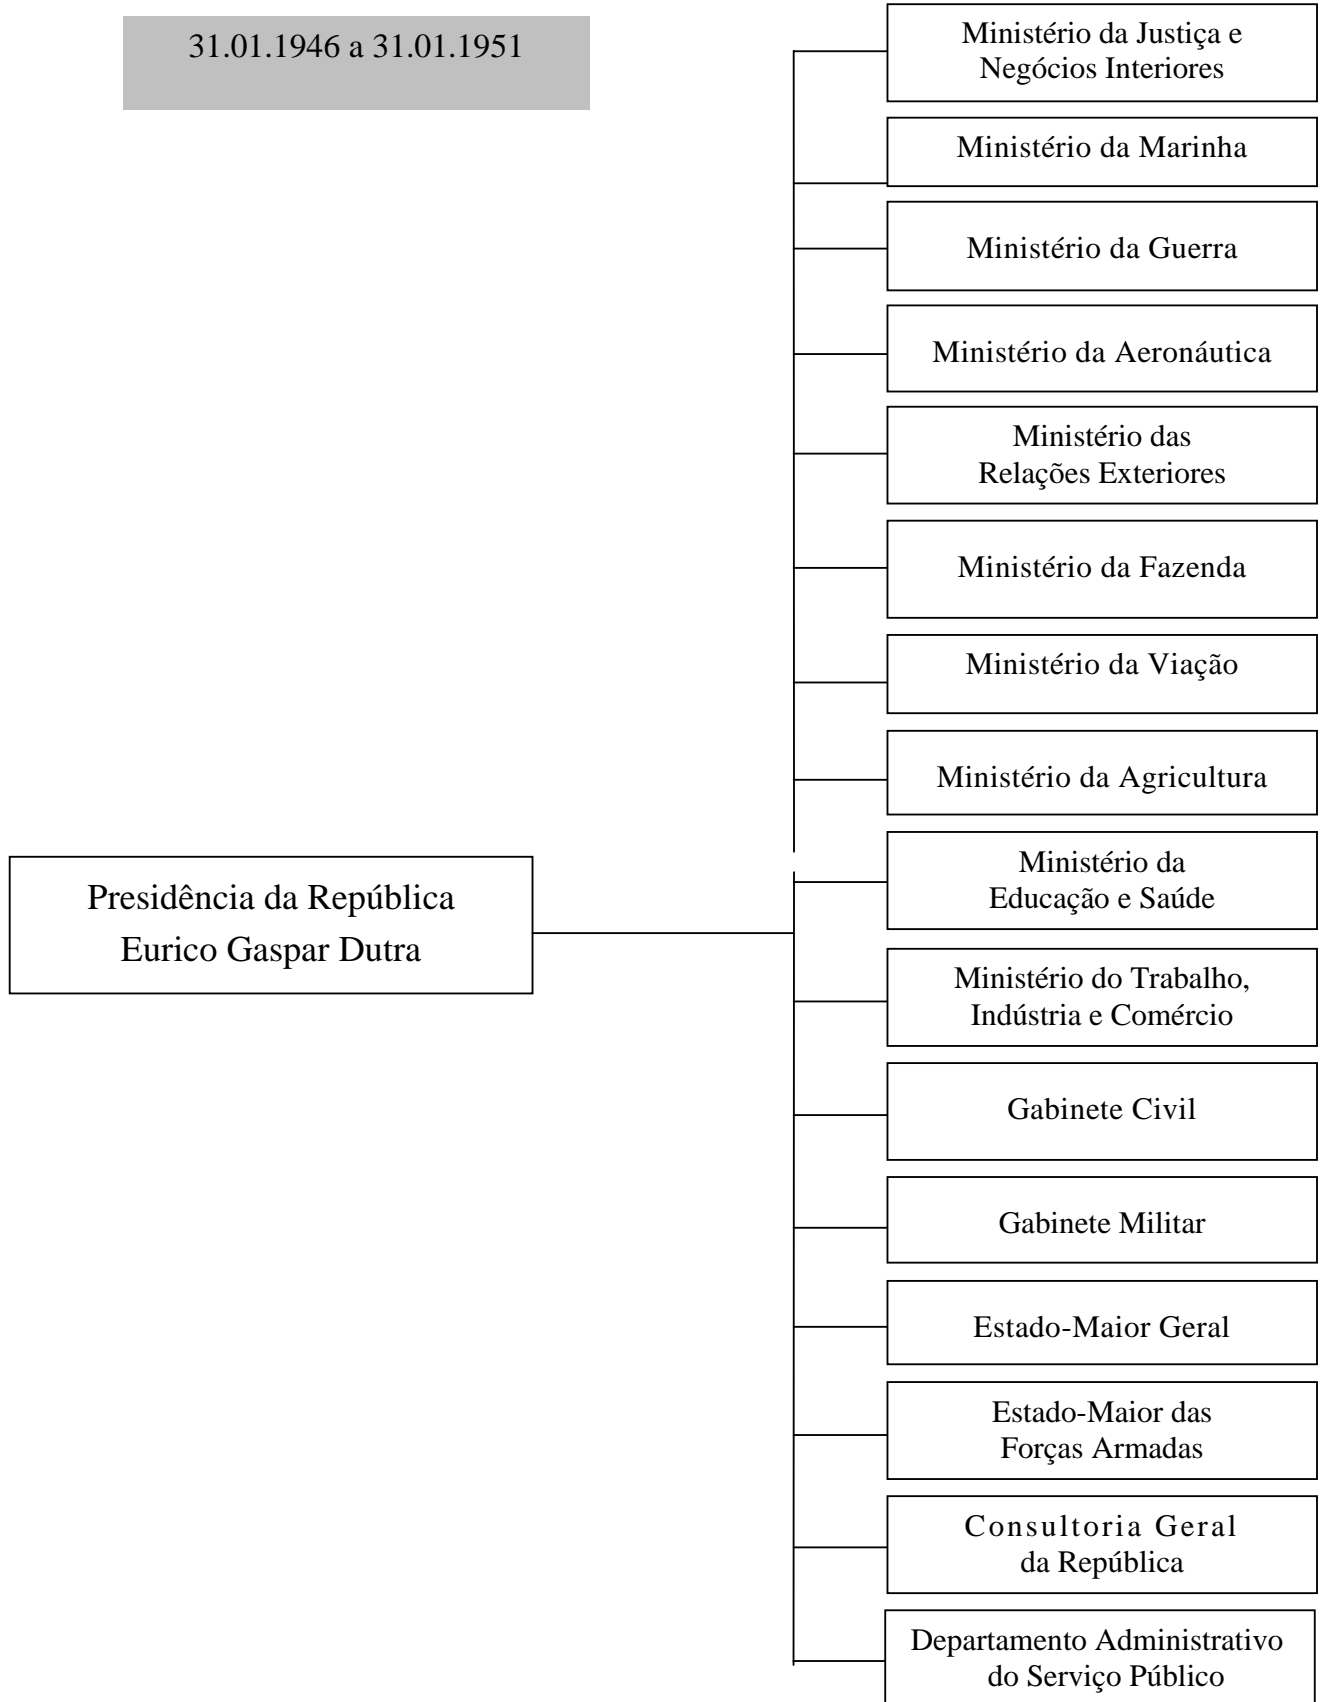 31.01.1946 a 31.01.1951
Ministério da Justiça e
Negócios Interiores
Ministério da Marinha
Ministério da Guerra
Ministério da Aeronáutica
Ministério das
Relações Exteriores
Ministério da Fazenda
Ministério da Viação
Ministério da Agricultura
Presidência da República
Eurico Gaspar Dutra
Ministério da
Educação e Saúde
Ministério do Trabalho,
Indústria e Comércio
Gabinete Civil
Gabinete Militar
Estado-Maior Geral
Estado-Maior das
Forças Armadas
Consultoria Geral
da República
Departamento Administrativo
do Serviço Público